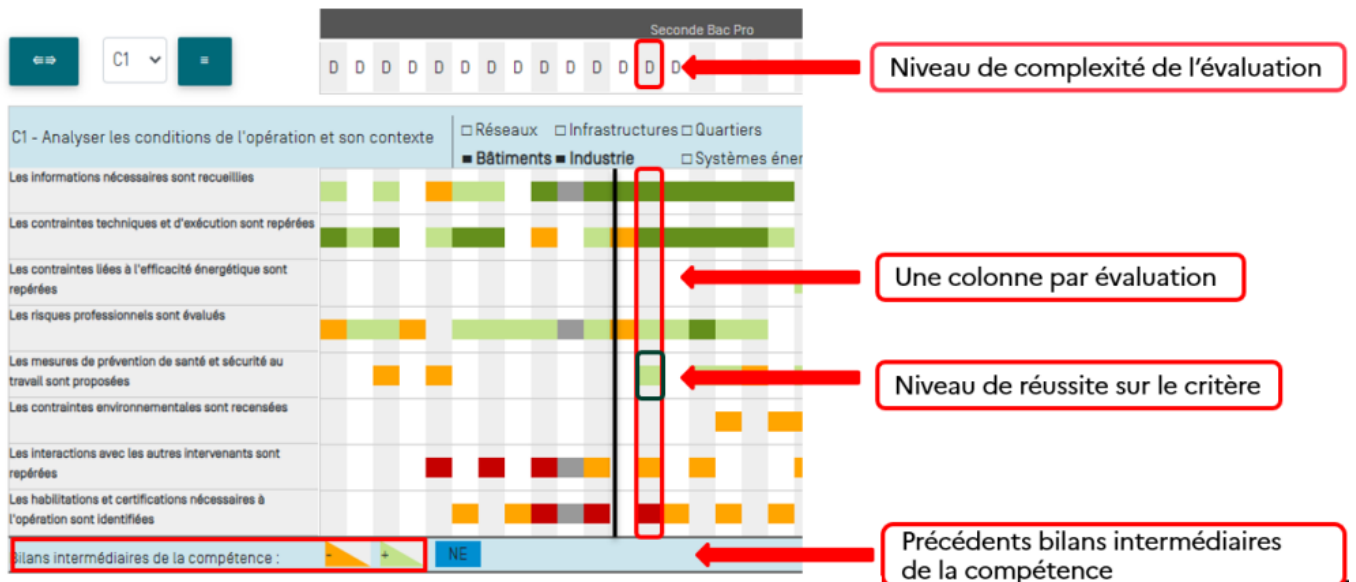 Seconde Bac Pro
C1
D D D D D D D D D D D D D D
Niveau de complexité de l'évaluation
C1 - Analyser les conditions de l'opération et son contexte
□ Réseaux □ Infrastructures □ Quartiers
■ Bâtiments ■ Industrie □ Systèmes éner
Les informations nécessaires sont recueillies
Les contraintes techniques et d'exécution sont repérées
Les contraintes liées à l'efficacité énergétique sont
repérées
Une colonne par évaluation
Les risques professionnels sont évalués
Les mesures de prévention de santé et sécurité au
travail sont proposées
Niveau de réussite sur le critère
Les contraintes environnementales sont recensées
Les interactions avec les autres intervenants sont
repérées
Les habilitations et certifications nécessaires à
l'opération sont identifiées
Bilans intermédiaires de la compétence :
- + NE
Précédents bilans intermédiaires
de la compétence